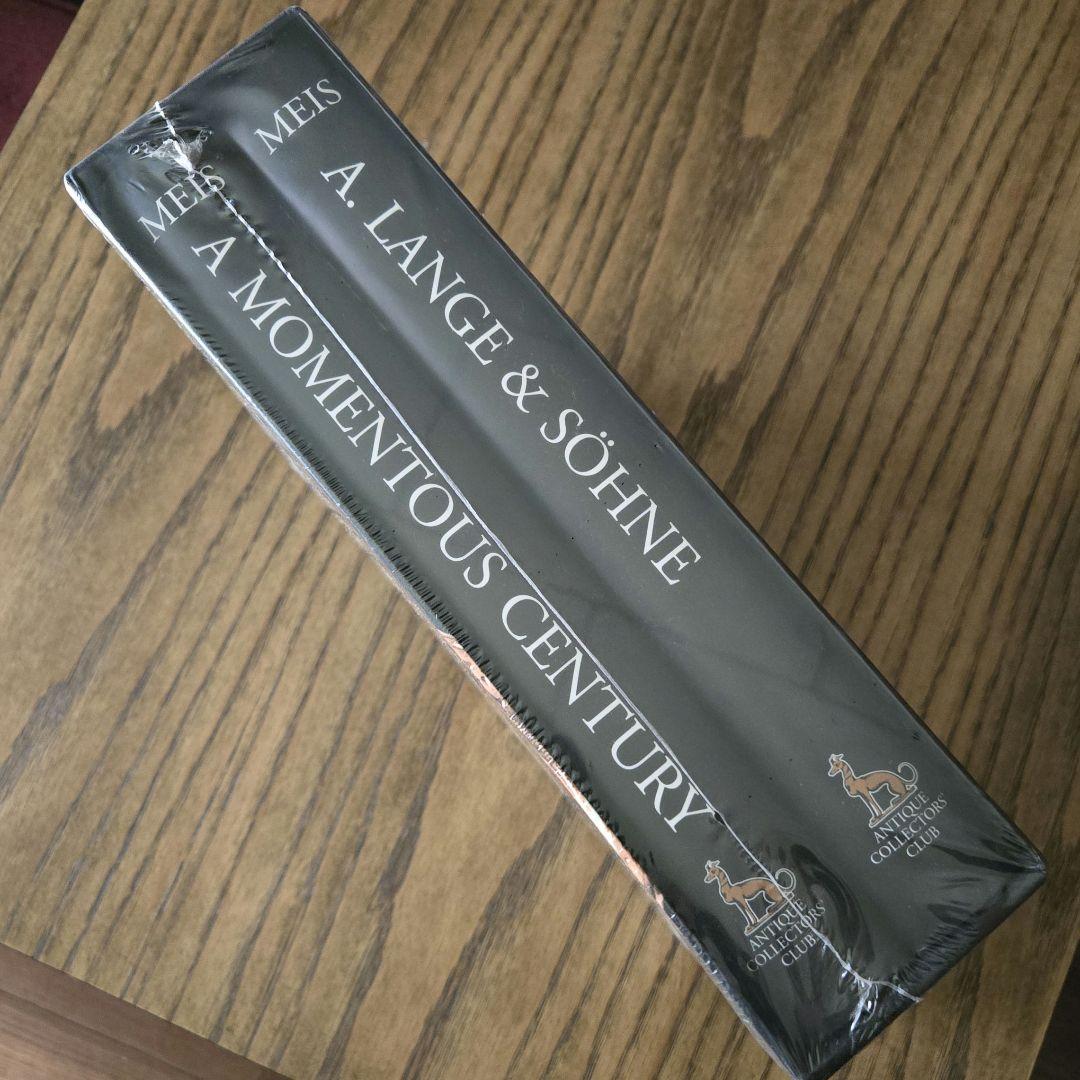 MEIS
A. LANGE & SÖHNE
ANTIQUE
COLLECTORS'
CLUB
MEIS
A MOMENTOUS CENTURY
ANTIQUE
COLLECTORS'
CLUB